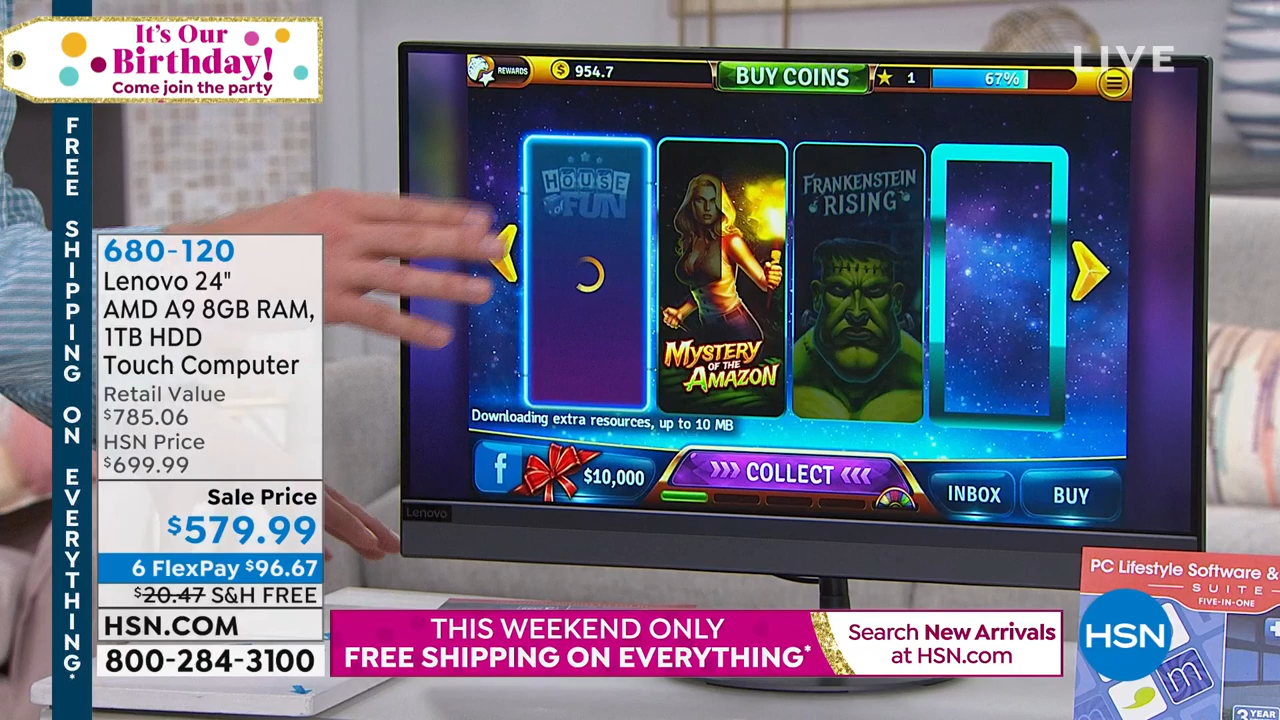 It's Our
Birthday!
Come join the party
FREE SHIPPING ON EVERYTHING*
680-120
Lenovo 24"
AMD A9 8GB RAM,
1TB HDD
Touch Computer
Retail Value
$785.06
HSN Price
$699.99
Sale Price
$579.99
6 FlexPay $96.67
$20.47 S&H FREE
HSN.COM
800-284-3100
LIVE
REWARDS
$ 954.7
BUY COINS
1
67%
HOUSE
of FUN
MYSTERY
OF THE
AMAZON
FRANKENSTEIN
RISING
Downloading extra resources, up to 10 MB
f
$10,000
COLLECT
INBOX
BUY
Lenovo
THIS WEEKEND ONLY
FREE SHIPPING ON EVERYTHING*
Search New Arrivals
at HSN.com
PC Lifestyle Software &
SUITE
FIVE-IN-ONE
HSN
m
3 YEAR